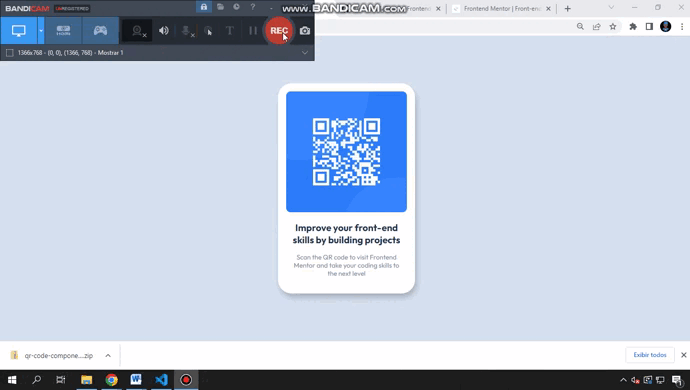 BANDICAM UNREGISTERED
www.BANDICAM.com
Frontend
Frontend Mentor | Front-end
REC
1366x768 - (0, 0), (1366, 768) - Mostrar 1
Improve your front-end
skills by building projects
Scan the QR code to visit Frontend
Mentor and take your coding skills to
the next level
qr-code-compone....zip
Exibir todos